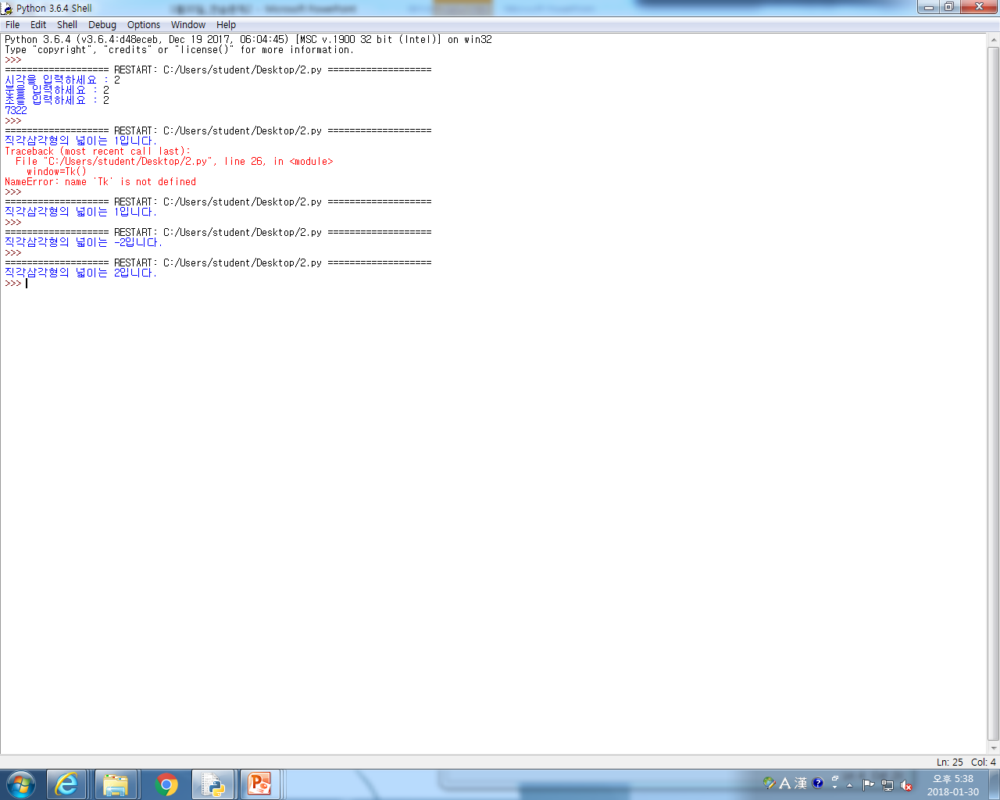 Python 3.6.4 Shell
File Edit Shell Debug Options Window Help
Python 3.6.4 (v3.6.4:d48eceb, Dec 19 2017, 06:04:45) [MSC v.1900 32 bit (Intel)] on win32
Type "copyright", "credits" or "license()" for more information.
>>>
=================== RESTART: C:/Users/student/Desktop/2.py ===================
시각을 입력하세요 : 2
분을 입력하세요 : 2
초를 입력하세요 : 2
7322
>>>
=================== RESTART: C:/Users/student/Desktop/2.py ===================
직각삼각형의 넓이는 1입니다.
Traceback (most recent call last):
  File "C:/Users/student/Desktop/2.py", line 26, in <module>
    window=Tk()
NameError: name 'Tk' is not defined
>>>
=================== RESTART: C:/Users/student/Desktop/2.py ===================
직각삼각형의 넓이는 1입니다.
>>>
=================== RESTART: C:/Users/student/Desktop/2.py ===================
직각삼각형의 넓이는 -2입니다.
>>>
=================== RESTART: C:/Users/student/Desktop/2.py ===================
직각삼각형의 넓이는 2입니다.
>>>
Ln: 25 Col: 4
A 漢
오후 5:38
2018-01-30